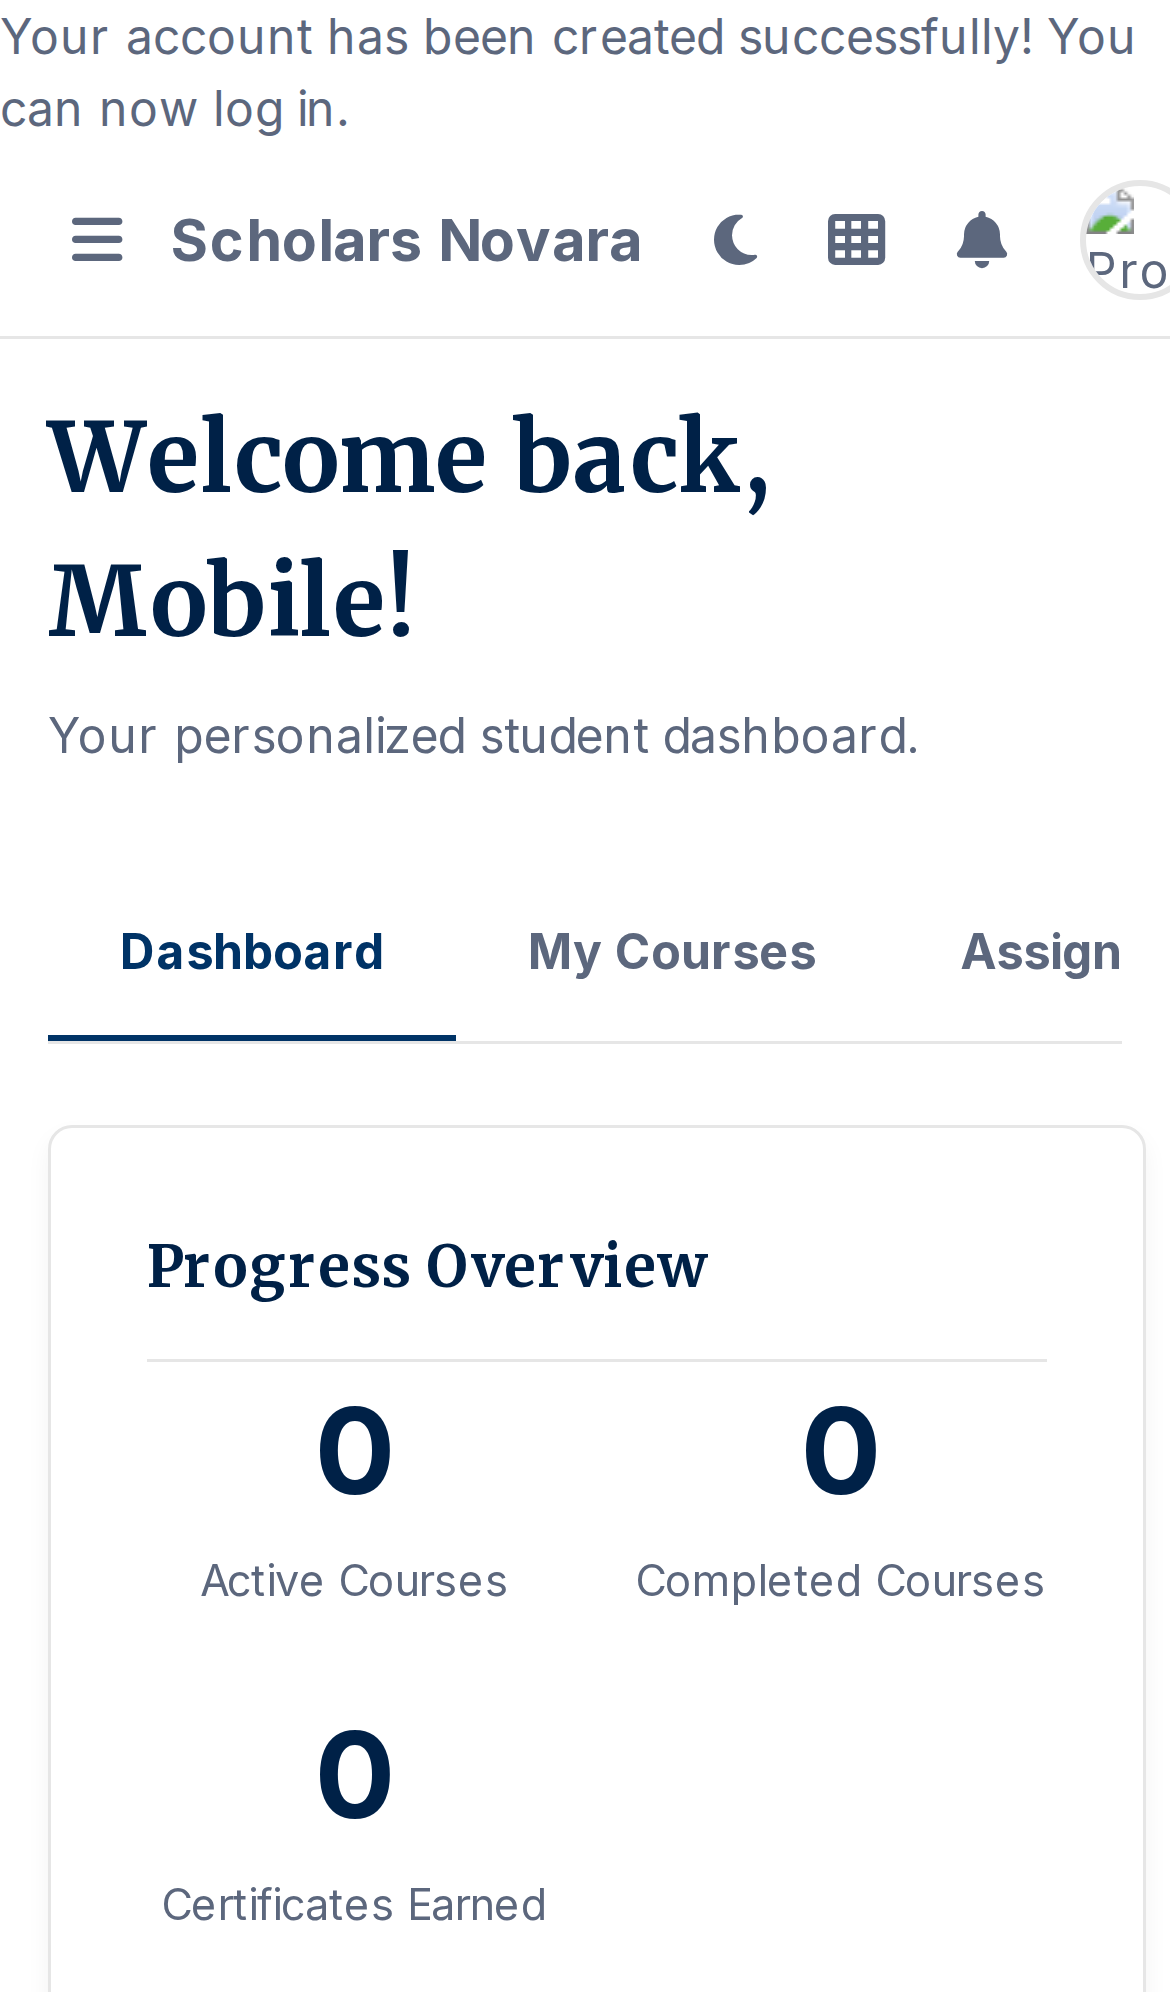 Your account has been created successfully! You
can now log in.
Scholars Novara
Pro
Welcome back,
Mobile!
Your personalized student dashboard.
Dashboard My Courses Assign
Progress Overview
0 0
Active Courses Completed Courses
0
Certificates Earned